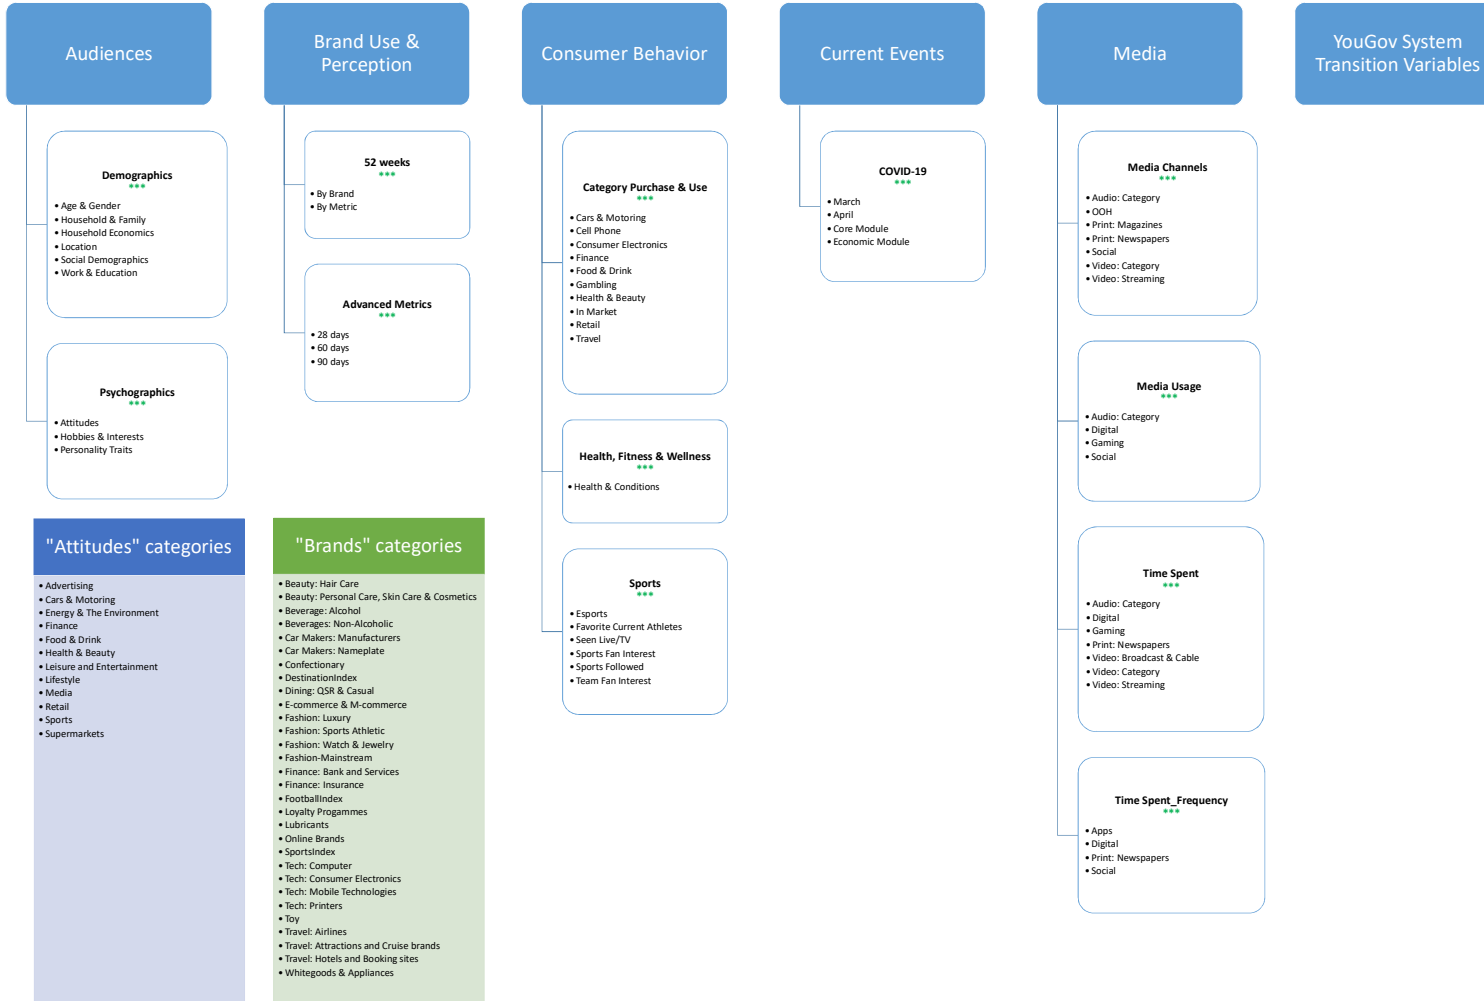 Audiences
Demographics
***
• Age & Gender
• Household & Family
• Household Economics
• Location
• Social Demographics
• Work & Education
Psychographics
***
• Attitudes
• Hobbies & Interests
• Personality Traits
Brand Use &
Perception
52 weeks
***
• By Brand
• By Metric
Advanced Metrics
***
• 28 days
• 60 days
• 90 days
Consumer Behavior
Category Purchase & Use
***
• Cars & Motoring
• Cell Phone
• Consumer Electronics
• Finance
• Food & Drink
• Gambling
• Health & Beauty
• In Market
• Retail
• Travel
Health, Fitness & Wellness
***
• Health & Conditions
Sports
***
• Esports
• Favorite Current Athletes
• Seen Live/TV
• Sports Fan Interest
• Sports Followed
• Team Fan Interest
Current Events
COVID-19
***
• March
• April
• Core Module
• Economic Module
Media
Media Channels
***
• Audio: Category
• OOH
• Print: Magazines
• Print: Newspapers
• Social
• Video: Category
• Video: Streaming
Media Usage
***
• Audio: Category
• Digital
• Gaming
• Social
Time Spent
***
• Audio: Category
• Digital
• Gaming
• Print: Newspapers
• Video: Broadcast & Cable
• Video: Category
• Video: Streaming
Time Spent_Frequency
***
• Apps
• Digital
• Print: Newspapers
• Social
YouGov System
Transition Variables
"Attitudes" categories
• Advertising
• Cars & Motoring
• Energy & The Environment
• Finance
• Food & Drink
• Health & Beauty
• Leisure and Entertainment
• Lifestyle
• Media
• Retail
• Sports
• Supermarkets
"Brands" categories
• Beauty: Hair Care
• Beauty: Personal Care, Skin Care & Cosmetics
• Beverage: Alcohol
• Beverages: Non-Alcoholic
• Car Makers: Manufacturers
• Car Makers: Nameplate
• Confectionary
• DestinationIndex
• Dining: QSR & Casual
• E-commerce & M-commerce
• Fashion: Luxury
• Fashion: Sports Athletic
• Fashion: Watch & Jewelry
• Fashion-Mainstream
• Finance: Bank and Services
• Finance: Insurance
• FootballIndex
• Loyalty Progammes
• Lubricants
• Online Brands
• SportsIndex
• Tech: Computer
• Tech: Consumer Electronics
• Tech: Mobile Technologies
• Tech: Printers
• Toy
• Travel: Airlines
• Travel: Attractions and Cruise brands
• Travel: Hotels and Booking sites
• Whitegoods & Appliances